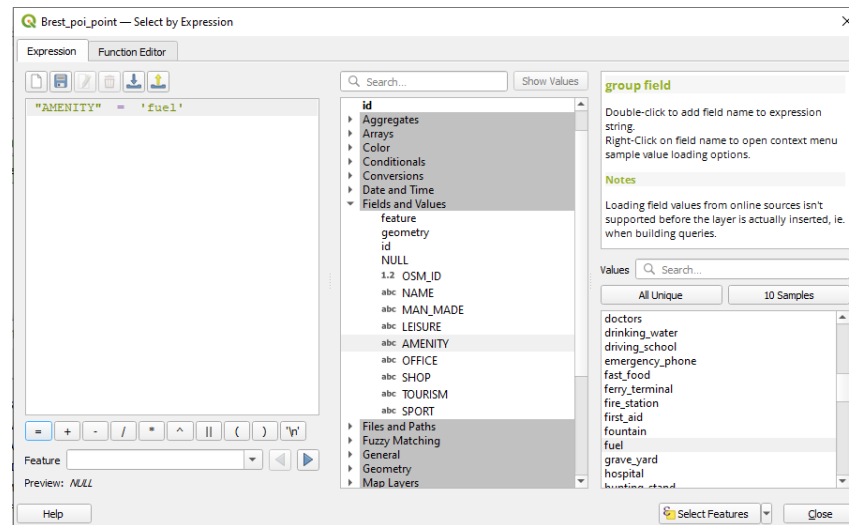 Brest_poi_point — Select by Expression
Expression
Function Editor
"AMENITY" = 'fuel'
= + - / * ^ || ( ) '\n'
Feature
Preview: NULL
Search...
Show Values
id
Aggregates
Arrays
Color
Conditionals
Conversions
Date and Time
Fields and Values
feature
geometry
id
NULL
1.2 OSM_ID
abc NAME
abc MAN_MADE
abc LEISURE
abc AMENITY
abc OFFICE
abc SHOP
abc TOURISM
abc SPORT
Files and Paths
Fuzzy Matching
General
Geometry
Map Layers
group field
Double-click to add field name to expression
string.
Right-Click on field name to open context menu
sample value loading options.
Notes
Loading field values from online sources isn't
supported before the layer is actually inserted, ie.
when building queries.
Values
Search...
All Unique
10 Samples
doctors
drinking_water
driving_school
emergency_phone
fast_food
ferry_terminal
fire_station
first_aid
fountain
fuel
grave_yard
hospital
hunting_stand
Help
Select Features
Close